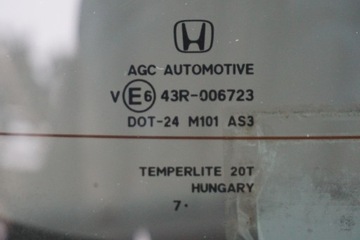 AGC AUTOMOTIVE
V E6 43R-006723
DOT-24 M101 AS3
TEMPERLITE 20T
HUNGARY
7·